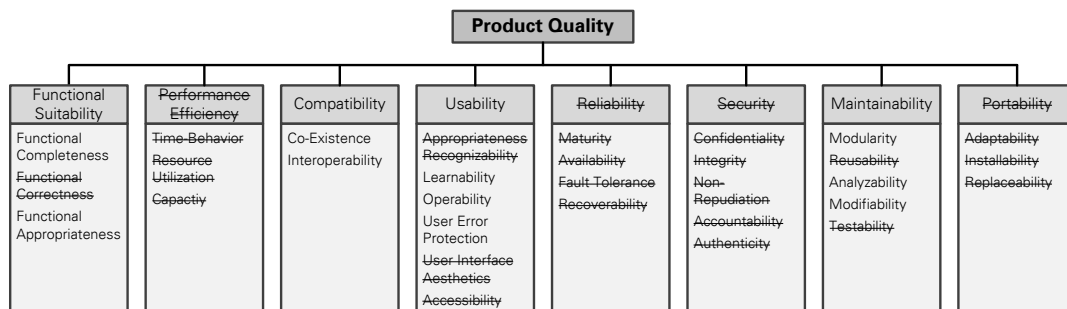 Product Quality
Functional
Suitability
Functional
Completeness
Functional
Correctness
Functional
Appropriateness
Performance
Efficiency
Time-Behavior
Resource
Utilization
Capactiy
Compatibility
Co-Existence
Interoperability
Usability
Appropriateness
Recognizability
Learnability
Operability
User Error
Protection
User Interface
Aesthetics
Accessibility
Reliability
Maturity
Availability
Fault Tolerance
Recoverability
Security
Confidentiality
Integrity
Non-
Repudiation
Accountability
Authenticity
Maintainability
Modularity
Reusability
Analyzability
Modifiability
Testability
Portability
Adaptability
Installability
Replaceability